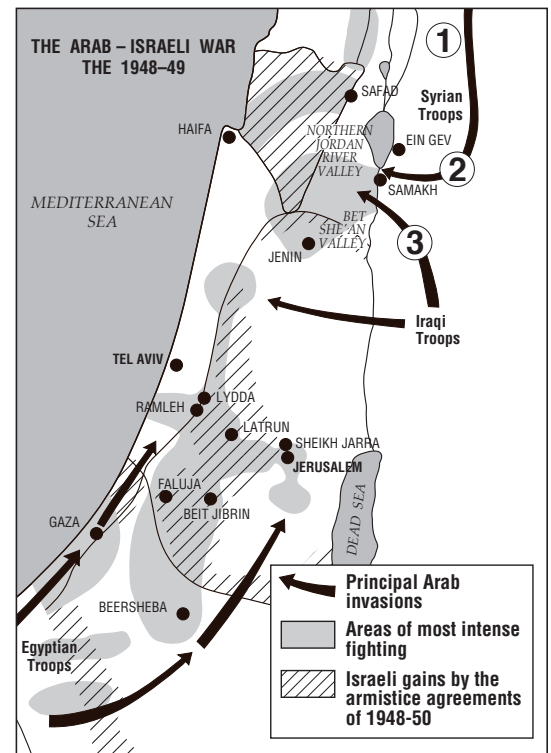 THE ARAB – ISRAELI WAR
THE 1948–49
1
SAFAD
Syrian
Troops
HAIFA
NORTHERN
JORDAN
RIVER
VALLEY
EIN GEV
2
SAMAKH
MEDITERRANEAN
SEA
BET
SHE'AN
VALLEY
3
JENIN
Iraqi
Troops
TEL AVIV
LYDDA
RAMLEH
LATRUN
SHEIKH JARRA
JERUSALEM
FALUJA
BEIT JIBRIN
GAZA
DEAD SEA
BEERSHEBA
Egyptian
Troops
Principal Arab
invasions
Areas of most intense
fighting
Israeli gains by the
armistice agreements
of 1948-50